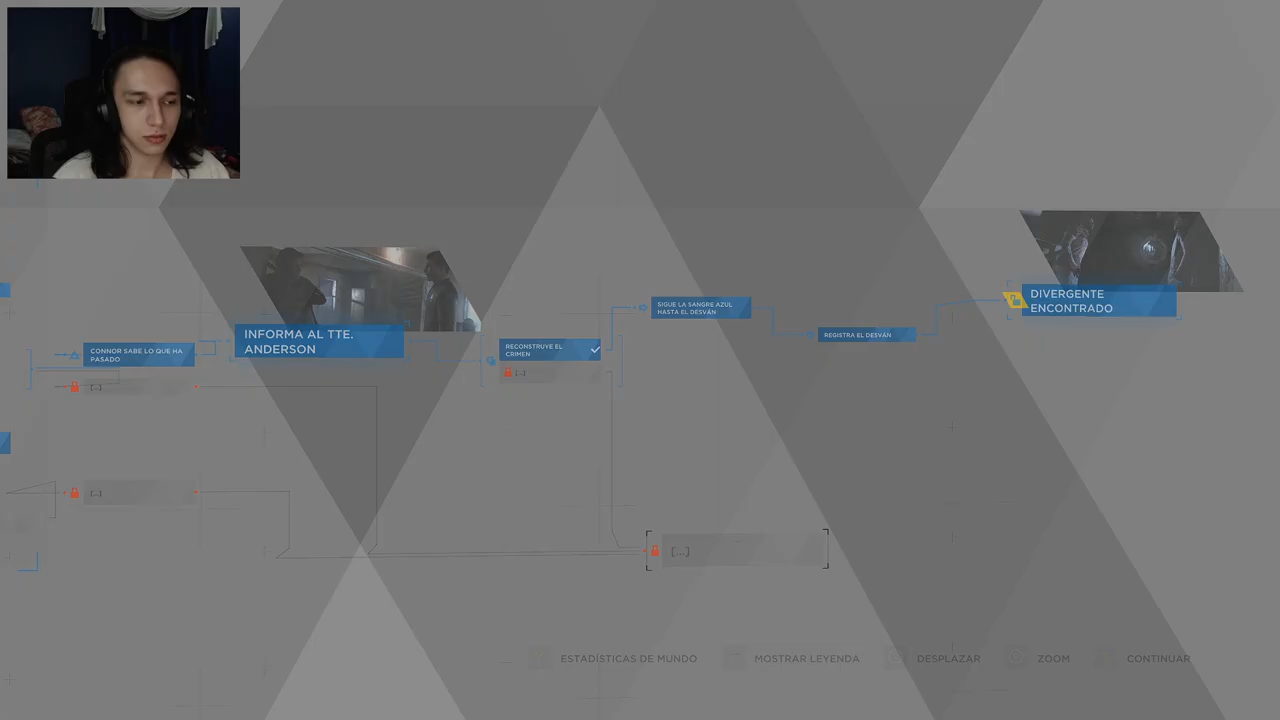 DIVERGENTE
ENCONTRADO
SIGUE LA SANGRE AZUL
HASTA EL DESVÁN
REGISTRA EL DESVÁN
INFORMA AL TTE.
ANDERSON
CONNOR SABE LO QUE HA
PASADO
RECONSTRUYE EL
CRIMEN
[...]
[...]
[...]
[...]
ESTADÍSTICAS DE MUNDO
MOSTRAR LEYENDA
DESPLAZAR
ZOOM
CONTINUAR